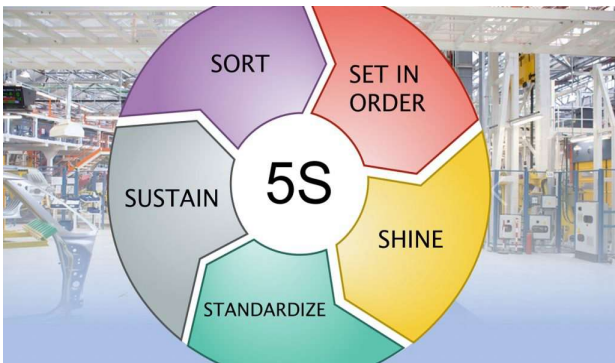 SORT
SET IN
ORDER
5S
SUSTAIN
SHINE
STANDARDIZE